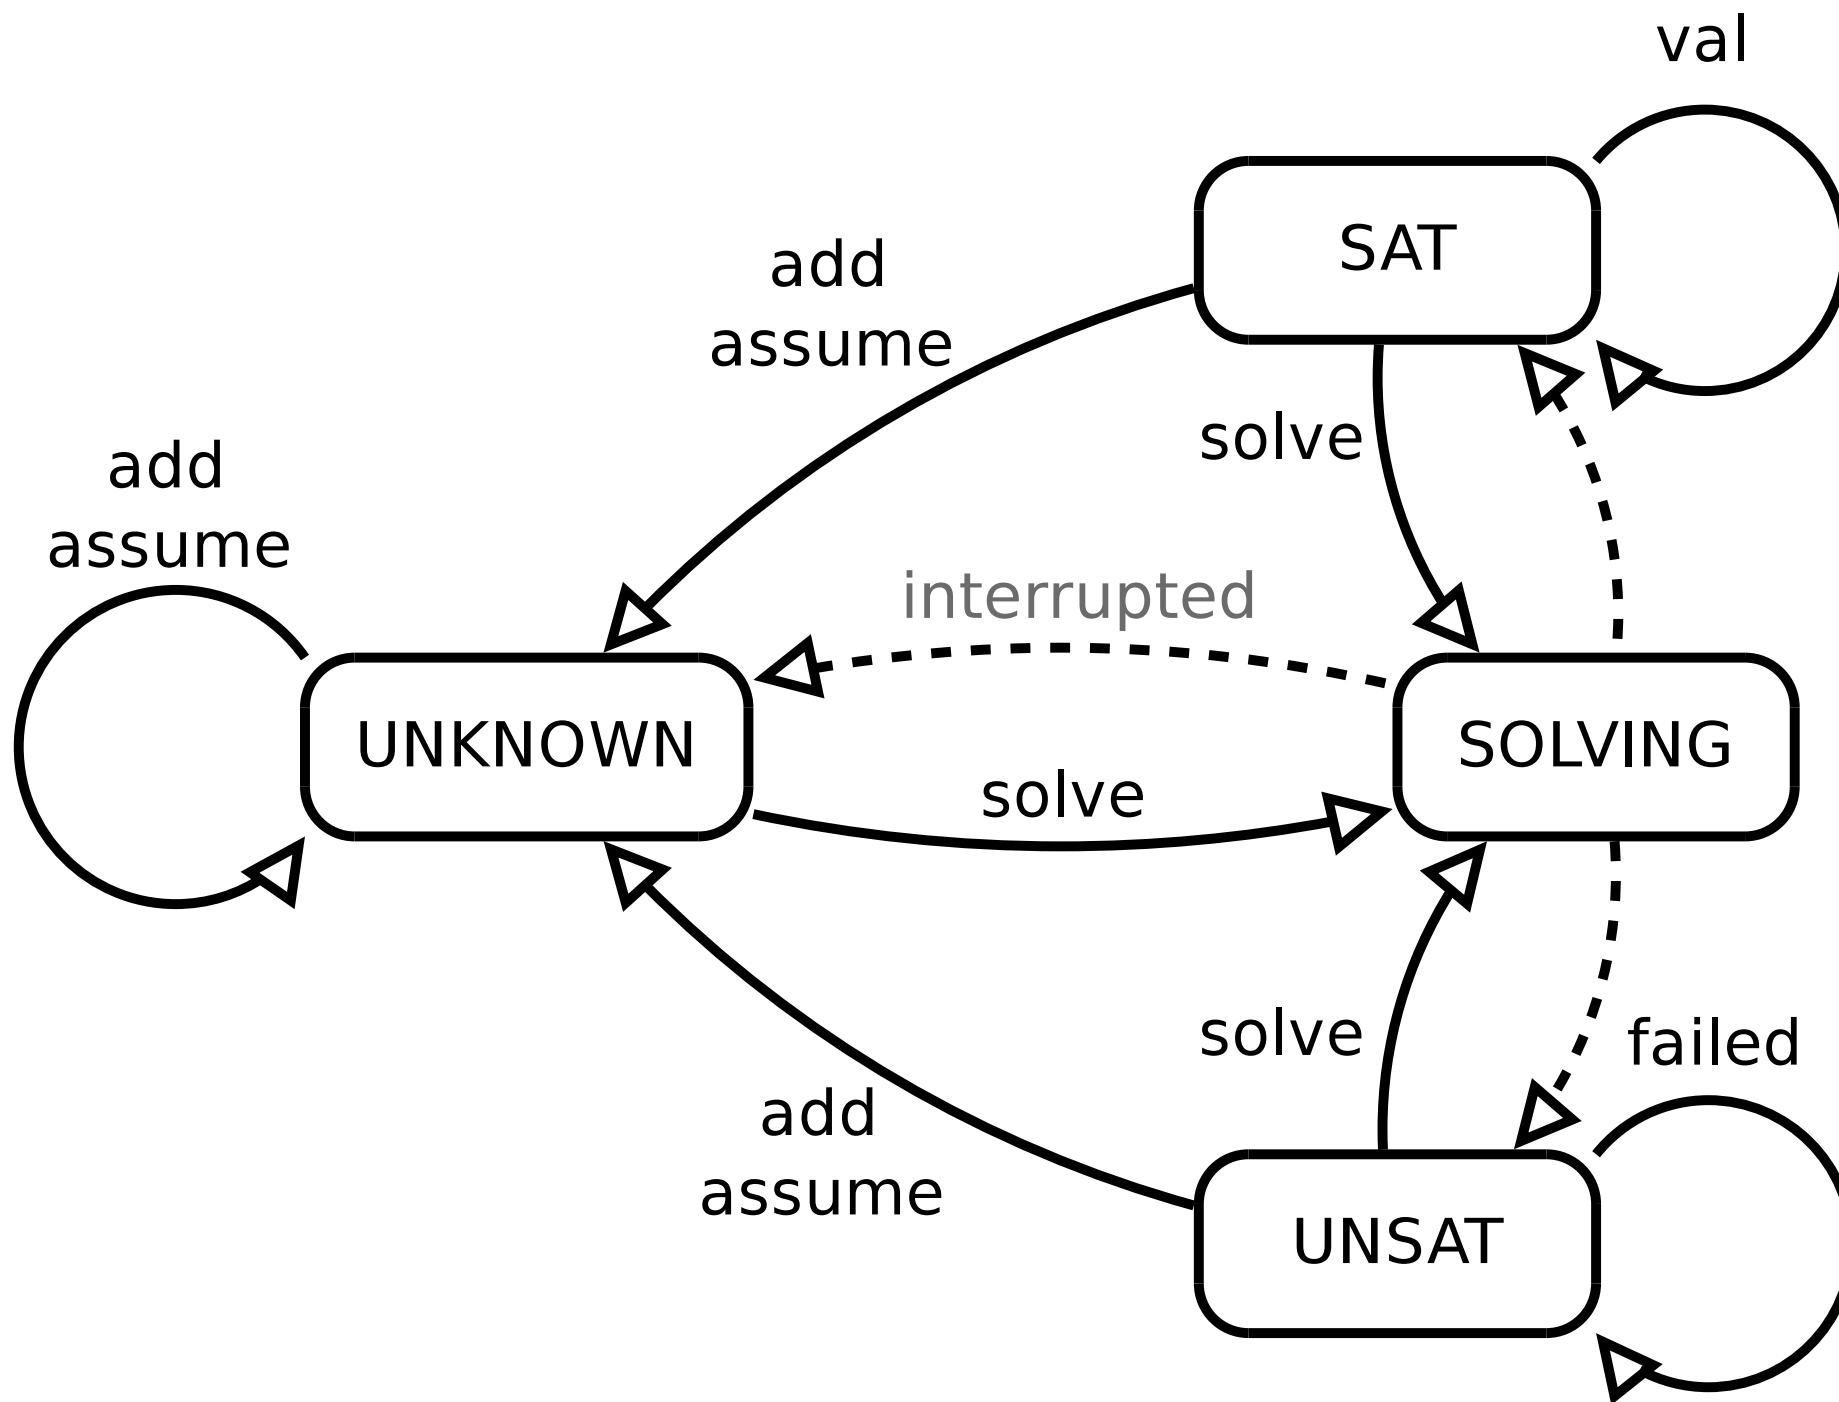 val
SAT
add
assume
solve
add
assume
interrupted
UNKNOWN
SOLVING
solve
solve
failed
add
assume
UNSAT